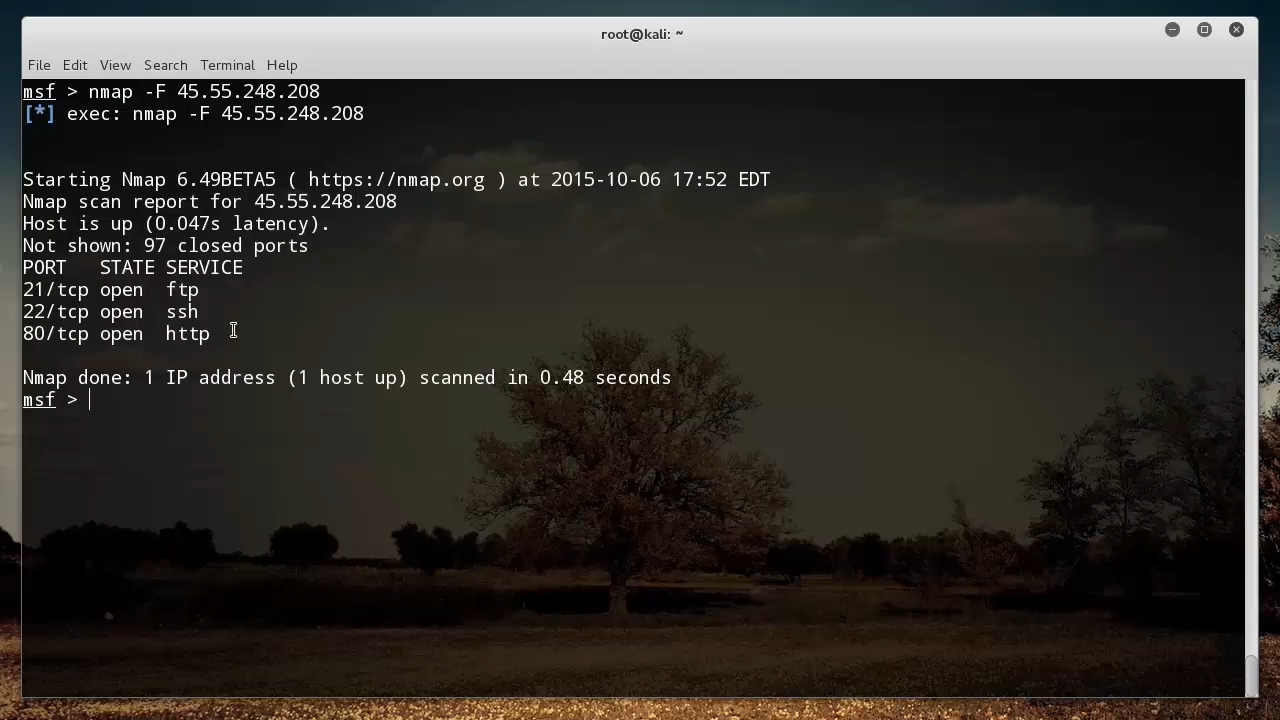 root@kali: ~
File Edit View Search Terminal Help
msf > nmap -F 45.55.248.208
[*] exec: nmap -F 45.55.248.208
Starting Nmap 6.49BETA5 ( https://nmap.org ) at 2015-10-06 17:52 EDT
Nmap scan report for 45.55.248.208
Host is up (0.047s latency).
Not shown: 97 closed ports
PORT   STATE SERVICE
21/tcp open  ftp
22/tcp open  ssh
80/tcp open  http
Nmap done: 1 IP address (1 host up) scanned in 0.48 seconds
msf >